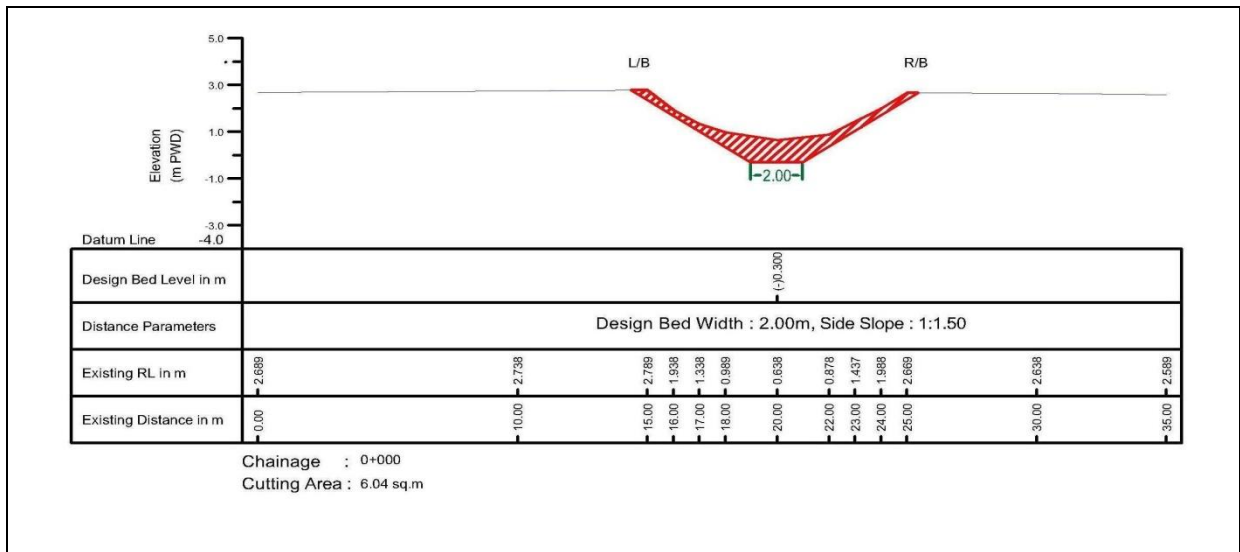 5.0
L/B
R/B
3.0
1.0
Elevation
(m PWD)
-1.0
2.00
-3.0
Datum Line -4.0
Design Bed Level in m (-)0.300
Distance Parameters Design Bed Width : 2.00m, Side Slope : 1:1.50
Existing RL in m 2.689 2.738 2.789 1.938 1.338 0.989 0.638 0.878 1.437 1.988 2.669 2.638 2.589
Existing Distance in m 0.00 10.00 15.00 16.00 17.00 18.00 20.00 22.00 23.00 24.00 25.00 30.00 35.00
Chainage : 0+000
Cutting Area : 6.04 sq.m